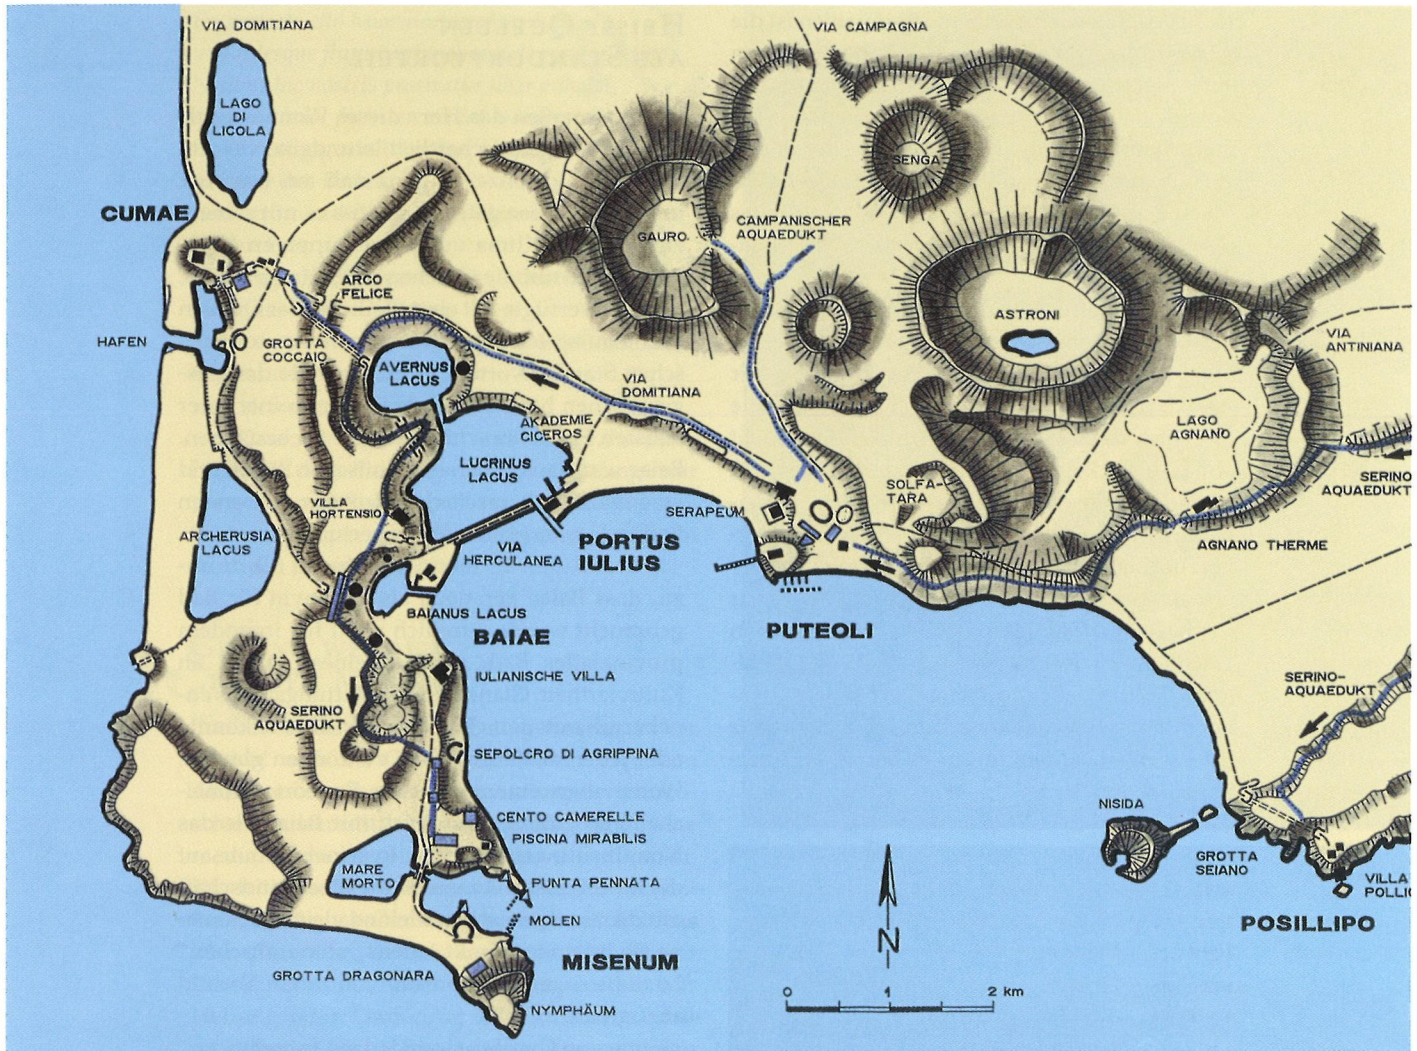 VIA DOMITIANA
VIA CAMPAGNA
LAGO
DI
LICOLA
SENGA
CUMAE
CAMPANISCHER
AQUAEDUKT
GAURO
ARCO
FELICE
ASTRONI
VIA
ANTINIANA
HAFEN
GROTTA
COCCAIO
AVERNUS
LACUS
VIA
DOMITIANA
AKADEMIE
CICEROS
LAGO
AGNANO
LUCRINUS
LACUS
SERINO
AQUAEDUKT
SOLFA-
TARA
VILLA
HORTENSIO
SERAPEUM
ARCHERUSIA
LACUS
PORTUS
IULIUS
VIA
HERCULANEA
AGNANO THERME
BAIANUS LACUS
BAIAE
PUTEOLI
IULIANISCHE VILLA
SERINO-
AQUAEDUKT
SERINO
AQUAEDUKT
SEPOLCRO DI AGRIPPINA
NISIDA
CENTO CAMERELLE
PISCINA MIRABILIS
GROTTA
SEIANO
MARE
MORTO
PUNTA PENNATA
VILLA
POLLIO
MOLEN
POSILLIPO
N
MISENUM
GROTTA DRAGONARA
0 1 2 km
NYMPHÄUM